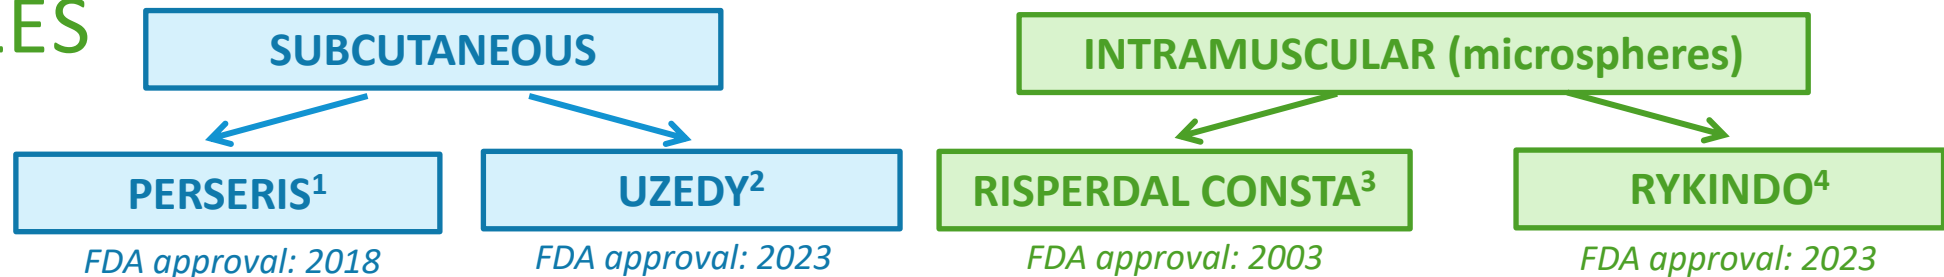 LES
SUBCUTANEOUS
INTRAMUSCULAR (microspheres)
PERSERIS¹
UZEDY²
RISPERDAL CONSTA³
RYKINDO⁴
FDA approval: 2018
FDA approval: 2023
FDA approval: 2003
FDA approval: 2023